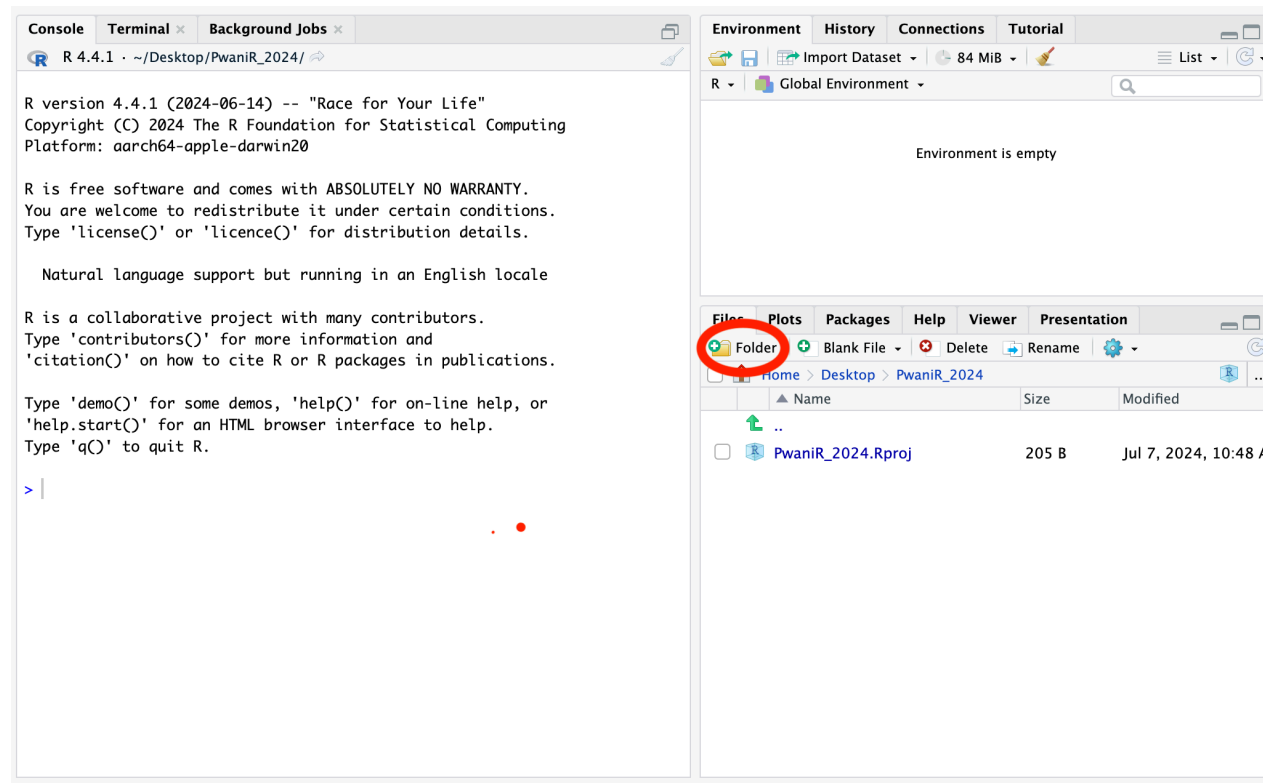 Console Terminal Background Jobs
R 4.4.1 · ~/Desktop/PwaniR_2024/
R version 4.4.1 (2024-06-14) -- "Race for Your Life"
Copyright (C) 2024 The R Foundation for Statistical Computing
Platform: aarch64-apple-darwin20
R is free software and comes with ABSOLUTELY NO WARRANTY.
You are welcome to redistribute it under certain conditions.
Type 'license()' or 'licence()' for distribution details.
Natural language support but running in an English locale
R is a collaborative project with many contributors.
Type 'contributors()' for more information and
'citation()' on how to cite R or R packages in publications.
Type 'demo()' for some demos, 'help()' for on-line help, or
'help.start()' for an HTML browser interface to help.
Type 'q()' to quit R.
>
Environment History Connections Tutorial
Import Dataset 84 MiB List
R Global Environment
Environment is empty
Files Plots Packages Help Viewer Presentation
Folder Blank File Delete Rename
Home > Desktop > PwaniR_2024 ..
Name Size Modified
..
PwaniR_2024.Rproj 205 B Jul 7, 2024, 10:48 A